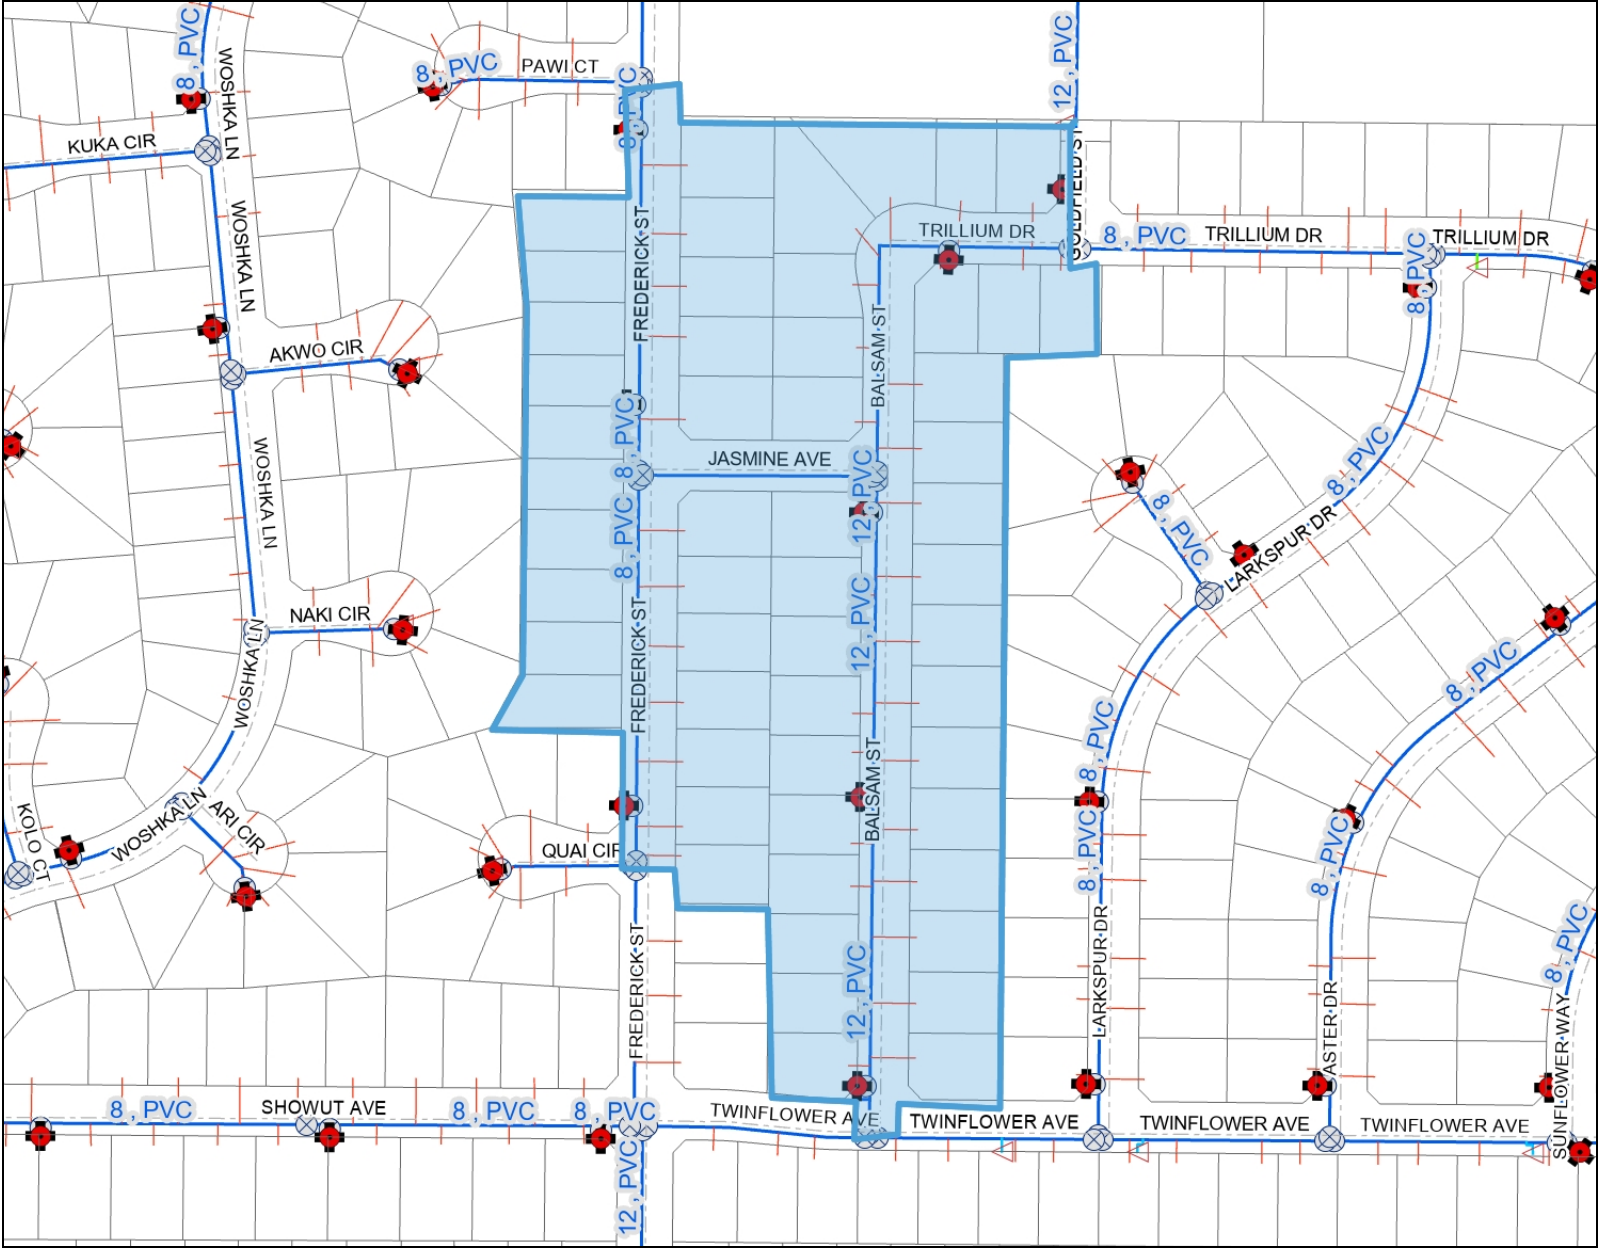 8 , PVC
WOSHKA LN
KUKA CIR
8 , PVC
PAWI CT
8 , PVC
12 , PVC
GOLDFIELD ST
TRILLIUM DR
8 , PVC
TRILLIUM DR
TRILLIUM DR
8 , PVC
WOSHKA LN
FREDERICK ST
AKWO CIR
BALSAM ST
8 , PVC
JASMINE AVE
12 , PVC
8 , PVC
8 , PVC
WOSHKA LN
8 , PVC
LARKSPUR DR
NAKI CIR
WOSHKA LN
FREDERICK ST
12 , PVC
8 , PVC
8 , PVC
BALSAM ST
KOLO CT
WOSHKA LN
ARI CIR
QUAI CIR
8 , PVC
8 , PVC
FREDERICK ST
12 , PVC
LARKSPUR DR
ASTER DR
8 , PVC
SUNFLOWER WAY
8 , PVC
SHOWUT AVE
8 , PVC
8 , PVC
TWINFLOWER AVE
TWINFLOWER AVE
TWINFLOWER AVE
TWINFLOWER AVE
12 , PVC